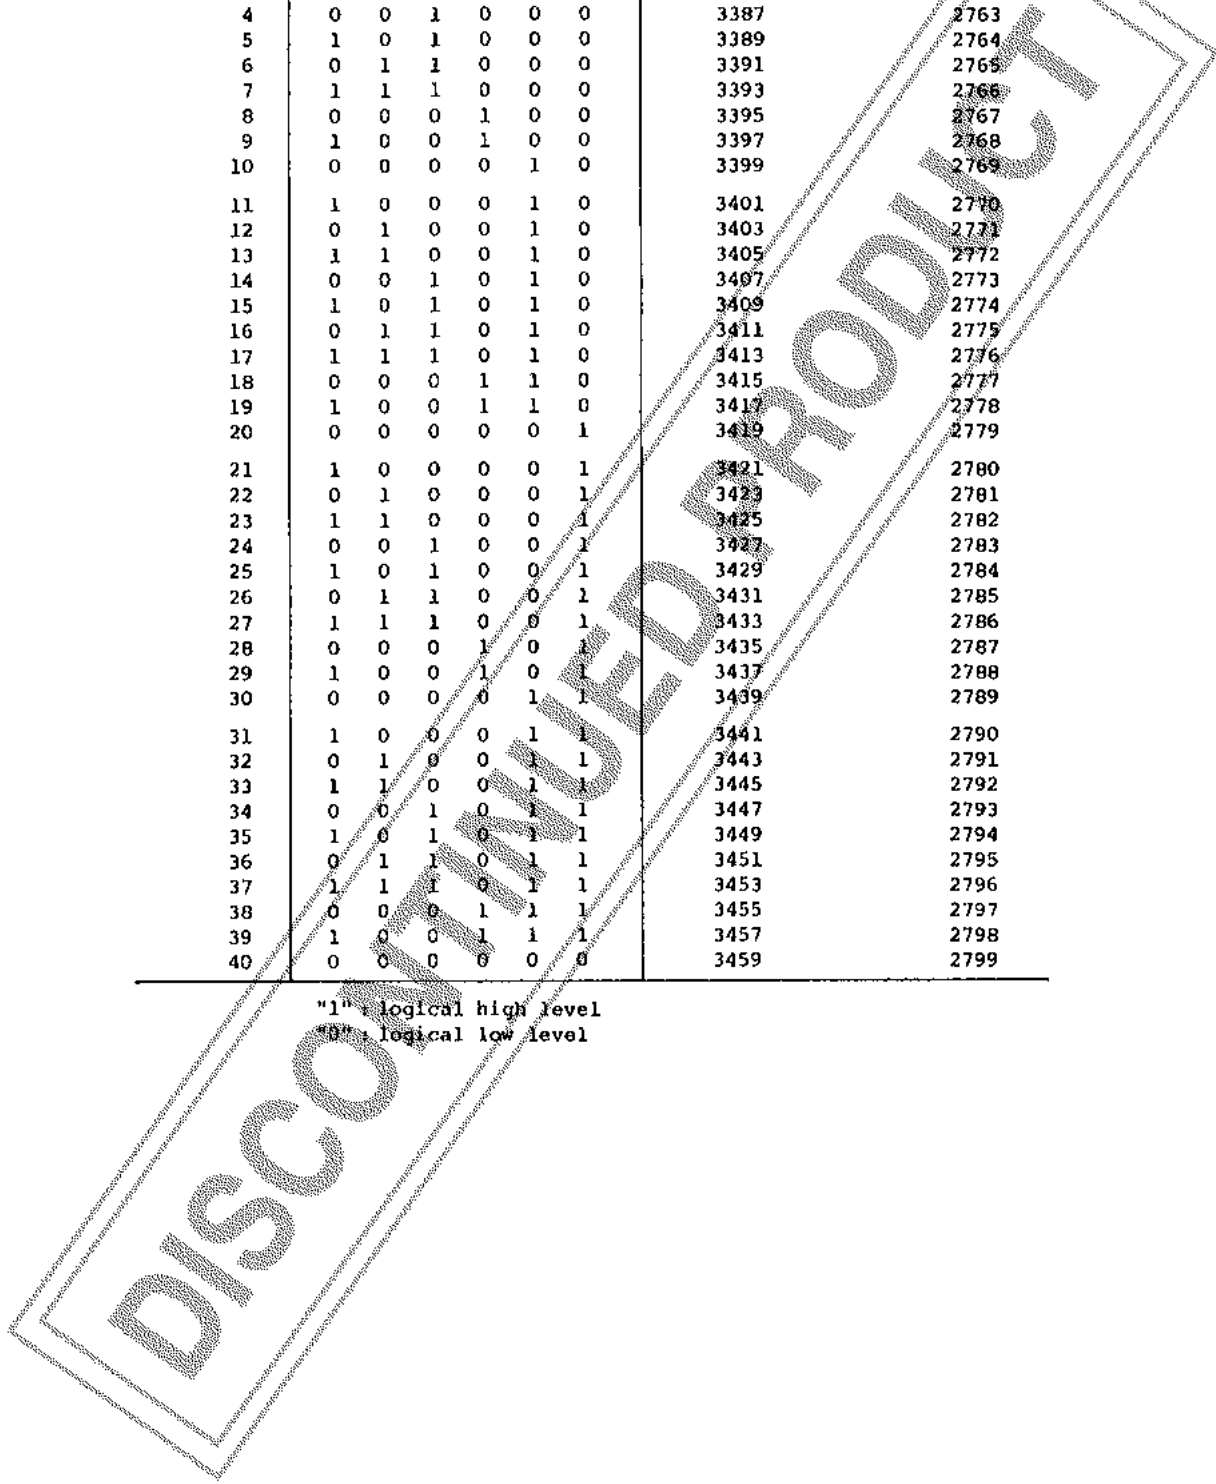 4 0 0 1 0 0 0 3387 2763
5 1 0 1 0 0 0 3389 2764
6 0 1 1 0 0 0 3391 2765
7 1 1 1 0 0 0 3393 2766
8 0 0 0 1 0 0 3395 2767
9 1 0 0 1 0 0 3397 2768
10 0 0 0 0 1 0 3399 2769
11 1 0 0 0 1 0 3401 2770
12 0 1 0 0 1 0 3403 2771
13 1 1 0 0 1 0 3405 2772
14 0 0 1 0 1 0 3407 2773
15 1 0 1 0 1 0 3409 2774
16 0 1 1 0 1 0 3411 2775
17 1 1 1 0 1 0 3413 2776
18 0 0 0 1 1 0 3415 2777
19 1 0 0 1 1 0 3417 2778
20 0 0 0 0 0 1 3419 2779
21 1 0 0 0 0 1 3421 2780
22 0 1 0 0 0 1 3423 2781
23 1 1 0 0 0 1 3425 2782
24 0 0 1 0 0 1 3427 2783
25 1 0 1 0 0 1 3429 2784
26 0 1 1 0 0 1 3431 2785
27 1 1 1 0 0 1 3433 2786
28 0 0 0 1 0 1 3435 2787
29 1 0 0 1 0 1 3437 2788
30 0 0 0 0 1 1 3439 2789
31 1 0 0 0 1 1 3441 2790
32 0 1 0 0 1 1 3443 2791
33 1 1 0 0 1 1 3445 2792
34 0 0 1 0 1 1 3447 2793
35 1 0 1 0 1 1 3449 2794
36 0 1 1 0 1 1 3451 2795
37 1 1 1 0 1 1 3453 2796
38 0 0 0 1 1 1 3455 2797
39 1 0 0 1 1 1 3457 2798
40 0 0 0 0 0 0 3459 2799
"1" : logical high level
"0" : logical low level
DISCONTINUED PRODUCT